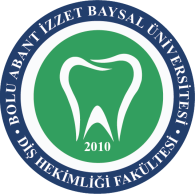 • BOLU ABANT İZZET BAYSAL ÜNİVERSİTESİ •
DİŞ HEKİMLİĞİ FAKÜLTESİ
2010